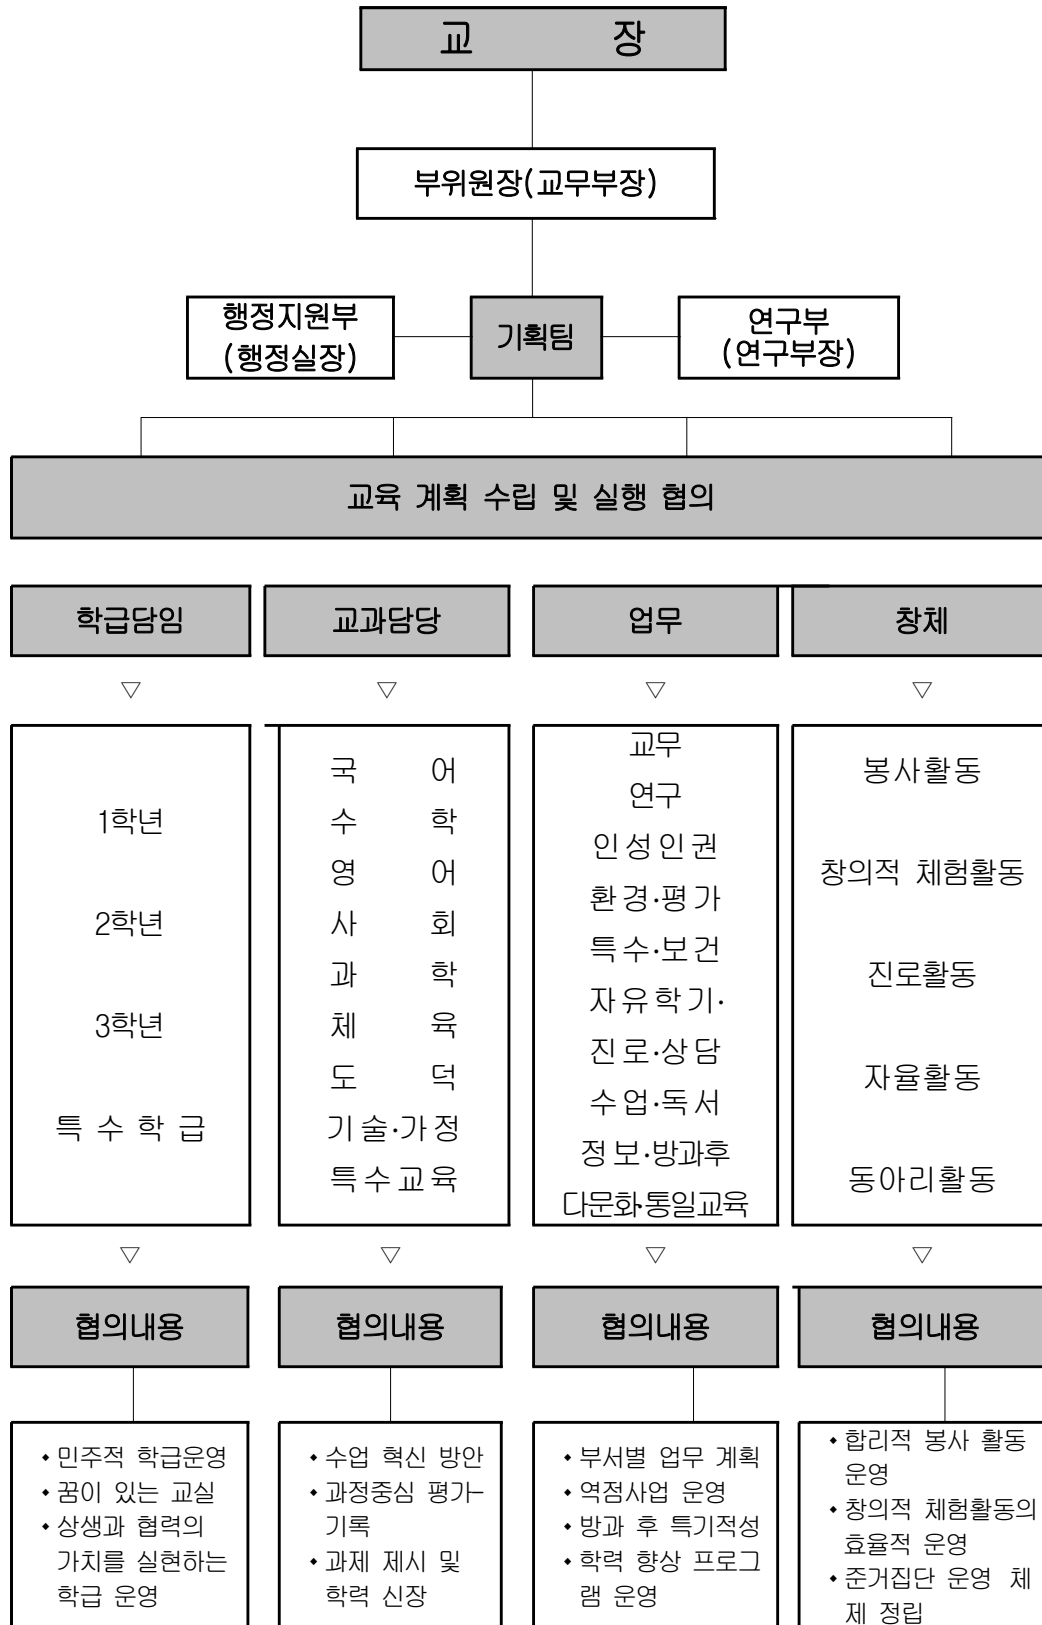 교 장
부위원장(교무부장)
행정지원부
(행정실장)
기획팀
연구부
(연구부장)
교육 계획 수립 및 실행 협의
학급담임
교과담당
업무
창체
▽ ▽ ▽ ▽
1학년
2학년
3학년
특 수 학 급
국 어
수 학
영 어
사 회
과 학
체 육
도 덕
기 술·가 정
특 수 교 육
교무
연구
인 성 인 권
환 경·평 가
특 수·보 건
자 유 학 기·
진 로·상 담
수 업·독 서
정 보·방과후
다문화·통일교육
봉사활동
창의적 체험활동
진로활동
자율활동
동아리활동
▽ ▽ ▽ ▽
협의내용
협의내용
협의내용
협의내용
• 민주적 학급운영
• 꿈이 있는 교실
• 상생과 협력의
가치를 실현하는
학급 운영
• 수업 혁신 방안
• 과정중심 평가-
기록
• 과제 제시 및
학력 신장
• 부서별 업무 계획
• 역점사업 운영
• 방과 후 특기적성
• 학력 향상 프로그
램 운영
• 합리적 봉사 활동
운영
• 창의적 체험활동의
효율적 운영
• 준거집단 운영 체
제 정립